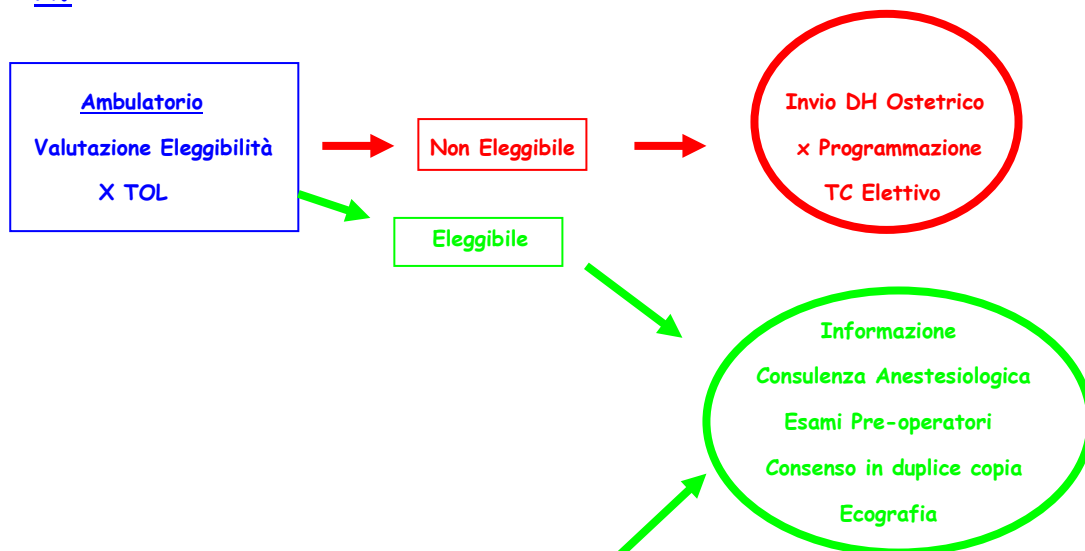 Ambulatorio
Valutazione Eleggibilità
X TOL
Non Eleggibile
Invio DH Ostetrico
x Programmazione
TC Elettivo
Eleggibile
Informazione
Consulenza Anestesiologica
Esami Pre-operatori
Consenso in duplice copia
Ecografia